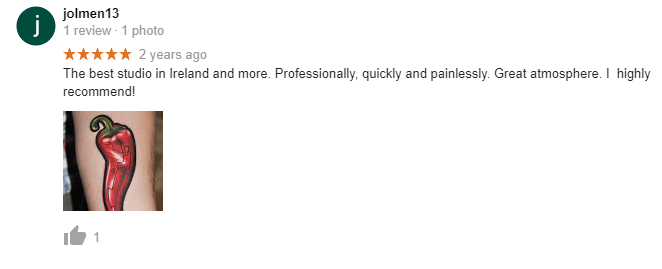 j
jolmen13
1 review · 1 photo
2 years ago
The best studio in Ireland and more. Professionally, quickly and painlessly. Great atmosphere. I  highly
recommend!
1